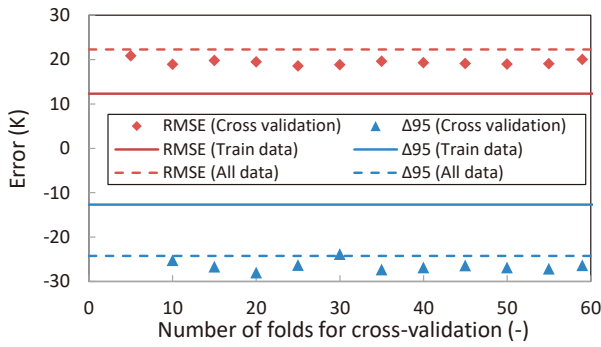 30
20
10
0
-10
-20
-30
Error (K)
RMSE (Cross validation) Δ95 (Cross validation)
RMSE (Train data) Δ95 (Train data)
RMSE (All data) Δ95 (All data)
0 10 20 30 40 50 60
Number of folds for cross-validation (-)